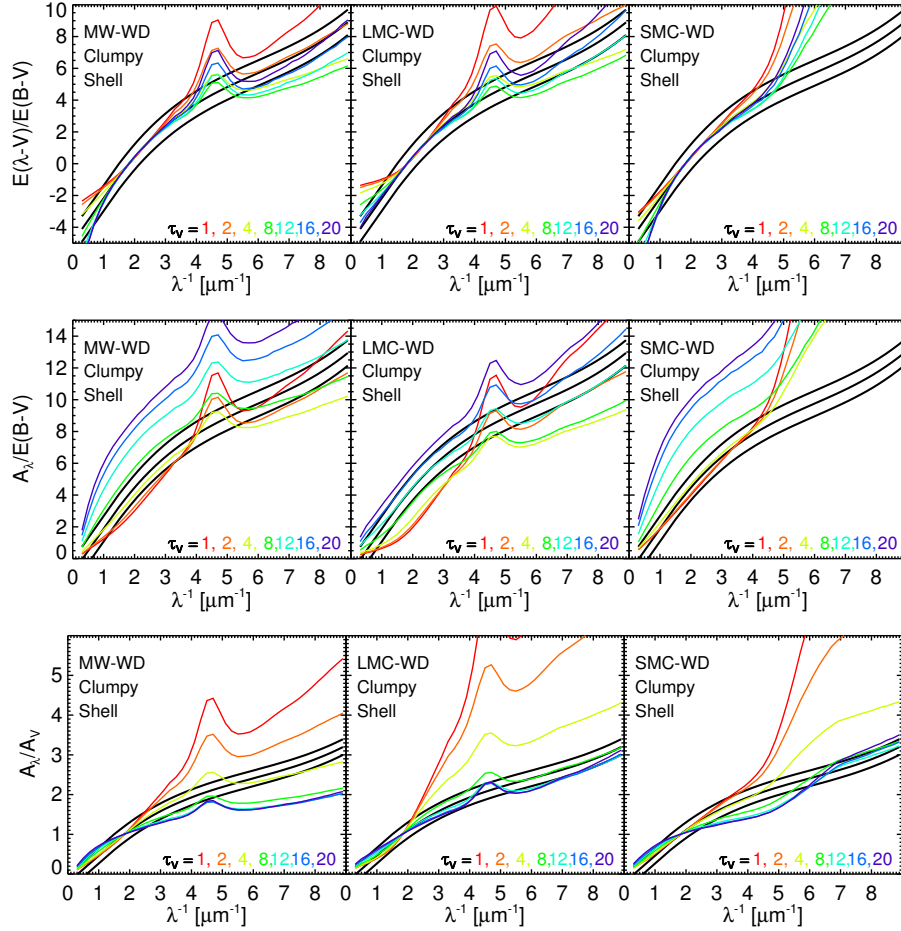 E(λ-V)/E(B-V)
10
8
6
4
2
0
-2
-4
MW-WD
Clumpy
Shell
τV = 1, 2, 4, 8,12,16,20
LMC-WD
Clumpy
Shell
τV = 1, 2, 4, 8,12,16,20
SMC-WD
Clumpy
Shell
τV = 1, 2, 4, 8,12,16,20
0 1 2 3 4 5 6 7 8 0 1 2 3 4 5 6 7 8 0 1 2 3 4 5 6 7 8
λ-1 [μm-1] λ-1 [μm-1] λ-1 [μm-1]
Aλ/E(B-V)
14
12
10
8
6
4
2
0
MW-WD
Clumpy
Shell
τV = 1, 2, 4, 8,12,16,20
LMC-WD
Clumpy
Shell
τV = 1, 2, 4, 8,12,16,20
SMC-WD
Clumpy
Shell
τV = 1, 2, 4, 8,12,16,20
0 1 2 3 4 5 6 7 8 0 1 2 3 4 5 6 7 8 0 1 2 3 4 5 6 7 8
λ-1 [μm-1] λ-1 [μm-1] λ-1 [μm-1]
Aλ/AV
5
4
3
2
1
0
MW-WD
Clumpy
Shell
τV = 1, 2, 4, 8,12,16,20
LMC-WD
Clumpy
Shell
τV = 1, 2, 4, 8,12,16,20
SMC-WD
Clumpy
Shell
τV = 1, 2, 4, 8,12,16,20
0 1 2 3 4 5 6 7 8 0 1 2 3 4 5 6 7 8 0 1 2 3 4 5 6 7 8 9
λ-1 [μm-1] λ-1 [μm-1] λ-1 [μm-1]